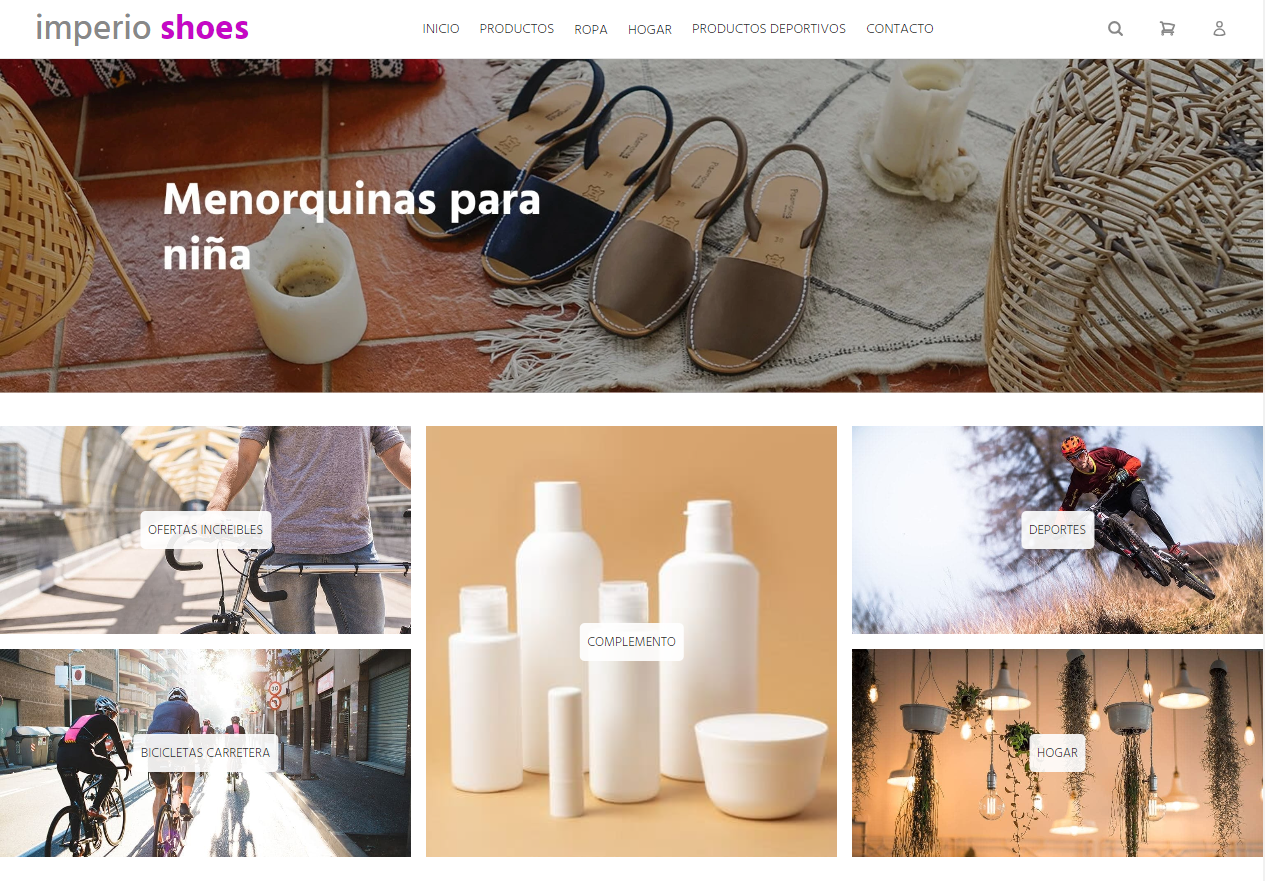 imperio shoes
INICIO PRODUCTOS ROPA HOGAR PRODUCTOS DEPORTIVOS CONTACTO
Menorquinas para
niña
OFERTAS INCREIBLES
COMPLEMENTO
DEPORTES
BICICLETAS CARRETERA
HOGAR